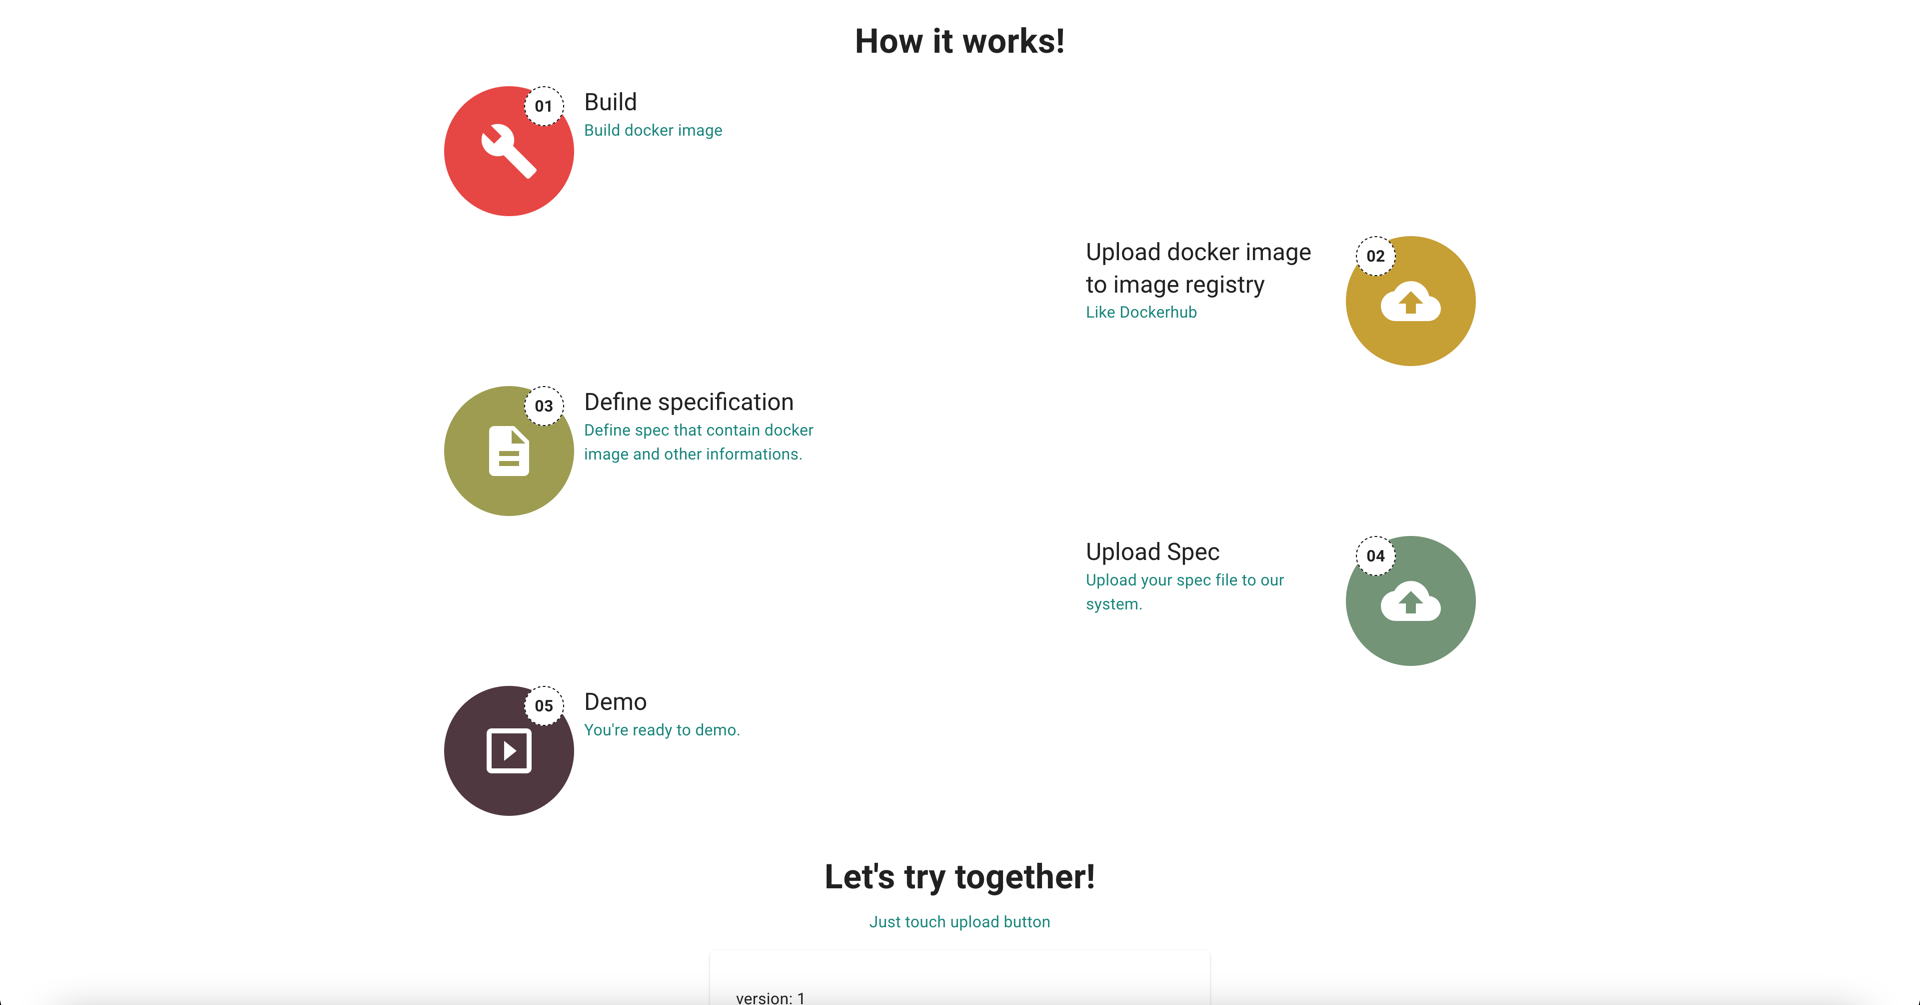 How it works!
01
Build
Build docker image
02
Upload docker image
to image registry
Like Dockerhub
03
Define specification
Define spec that contain docker
image and other informations.
04
Upload Spec
Upload your spec file to our
system.
05
Demo
You're ready to demo.
Let's try together!
Just touch upload button
version: 1